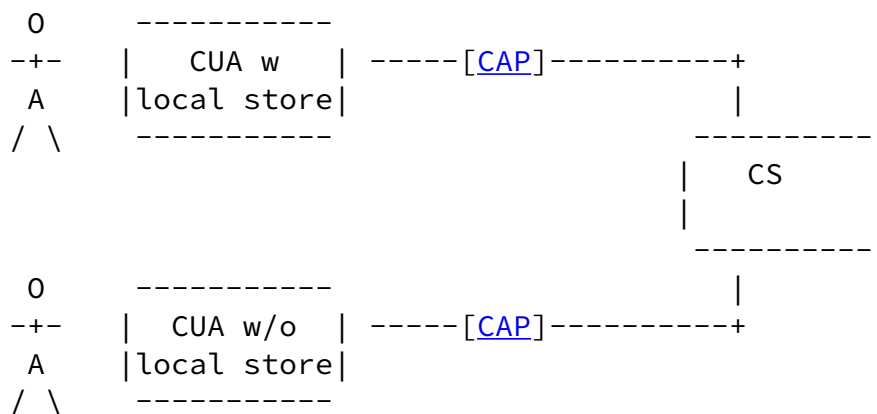 O -----------
-+- | CUA w | -----[CAP]----------+
A |local store| |
/ \ ----------- ----------
| CS
|
----------
O ----------- |
-+- | CUA w/o | -----[CAP]----------+
A |local store|
/ \ -----------